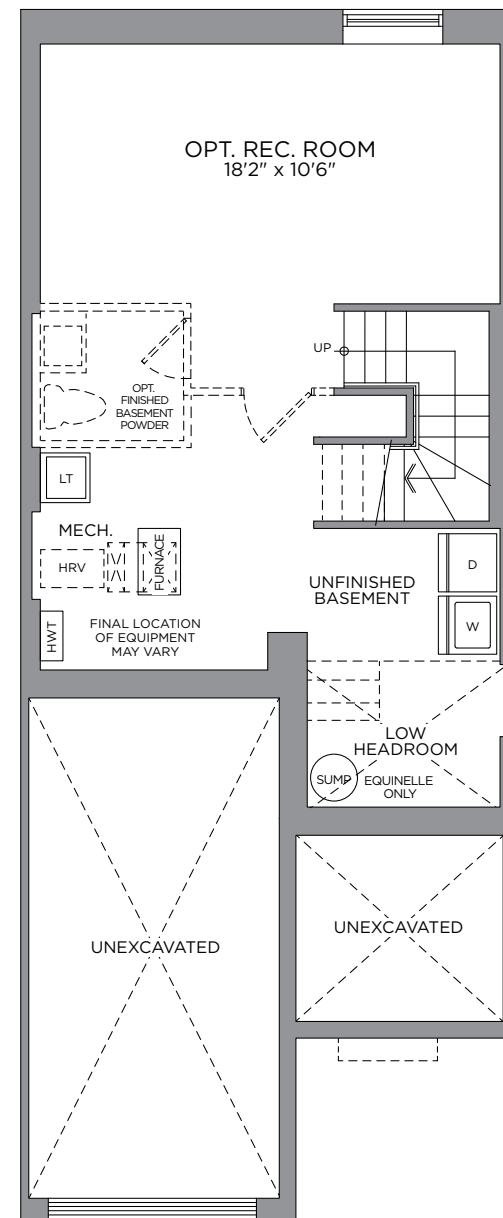 OPT. REC. ROOM
18'2" x 10'6"
UP
OPT.
FINISHED
BASEMENT
POWDER
LT
MECH.
HRV
FURNACE
HWT
FINAL LOCATION
OF EQUIPMENT
MAY VARY
UNFINISHED
BASEMENT
D
W
LOW
HEADROOM
SUMP
EQUINELLE
ONLY
UNEXCAVATED
UNEXCAVATED